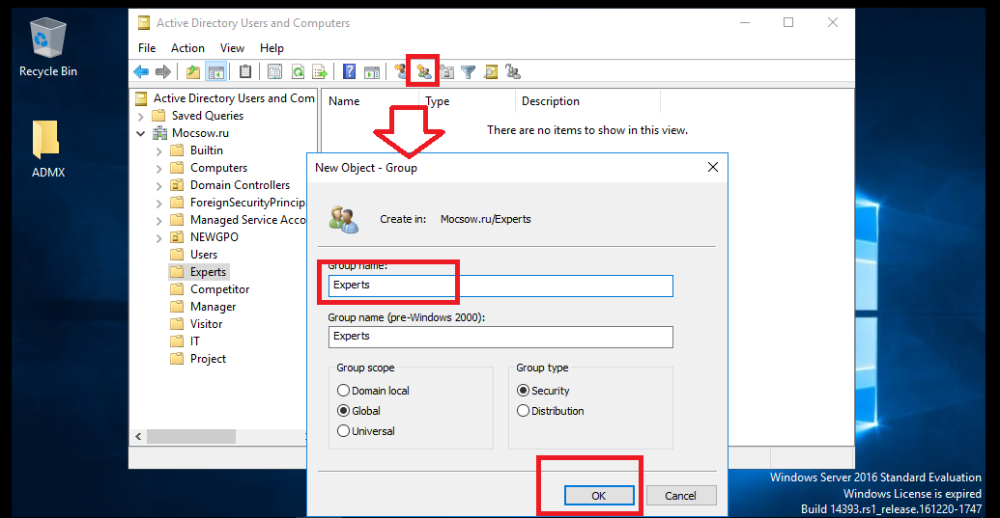 Active Directory Users and Computers
File Action View Help
Recycle Bin
ADMX
Active Directory Users and Com
Saved Queries
Mocsow.ru
Builtin
Computers
Domain Controllers
ForeignSecurityPrincipa
Managed Service Acco
NEWGPO
Users
Experts
Competitor
Manager
Visitor
IT
Project
Name Type Description
There are no items to show in this view.
New Object - Group
Create in: Mocsow.ru/Experts
Group name:
Experts
Group name (pre-Windows 2000):
Experts
Group scope
Domain local
Global
Universal
Group type
Security
Distribution
OK Cancel
Windows Server 2016 Standard Evaluation
Windows License is expired
Build 14393.rs1_release.161220-1747